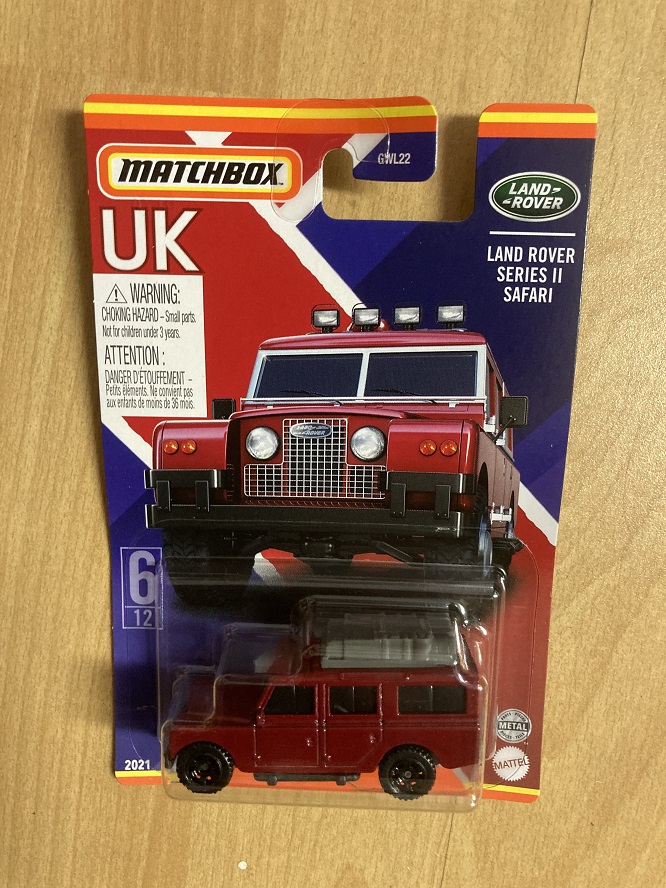 MATCHBOX
GWL22
UK
LAND-
-ROVER
LAND ROVER
SERIES II
SAFARI
WARNING:
CHOKING HAZARD – Small parts.
Not for children under 3 years.
ATTENTION :
DANGER D'ÉTOUFFEMENT –
Petits éléments. Ne convient pas
aux enfants de moins de 36 mois.
LAND-
-ROVER
6
12
2021
METAL
MATTEL